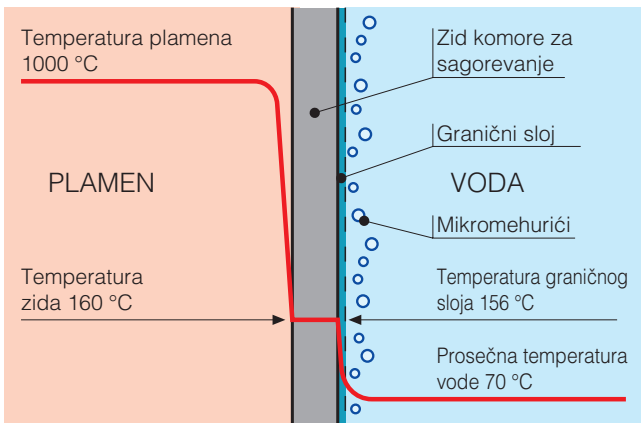 Temperatura plamena
1000 °C
Zid komore za
sagorevanje
Granični sloj
PLAMEN
VODA
Mikromehurići
Temperatura
zida 160 °C
Temperatura graničnog
sloja 156 °C
Prosečna temperatura
vode 70 °C